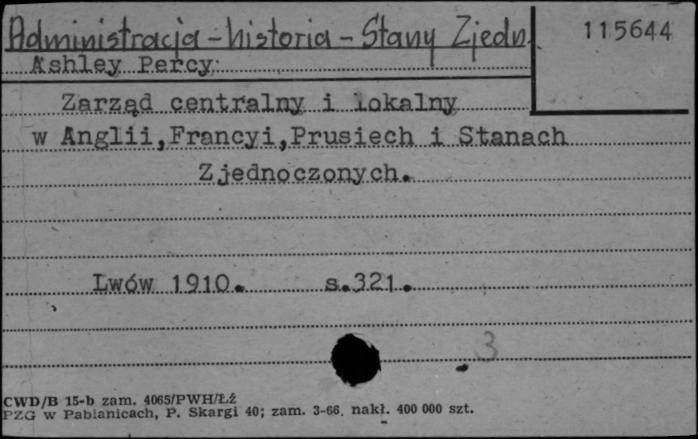 Administracja - historia - Stany Zjedn.
115644
Ashley Percy
Zarząd centralny i lokalny
w Anglii,Francyi,Prusiech i Stanach
Zjednoczonych.
Lwów 1910. s.321.
3
CWD/B 15-b zam. 4065/PWH/Łź
PZG w Pabianicach, P. Skargi 40; zam. 3-66. nakł. 400 000 szt.